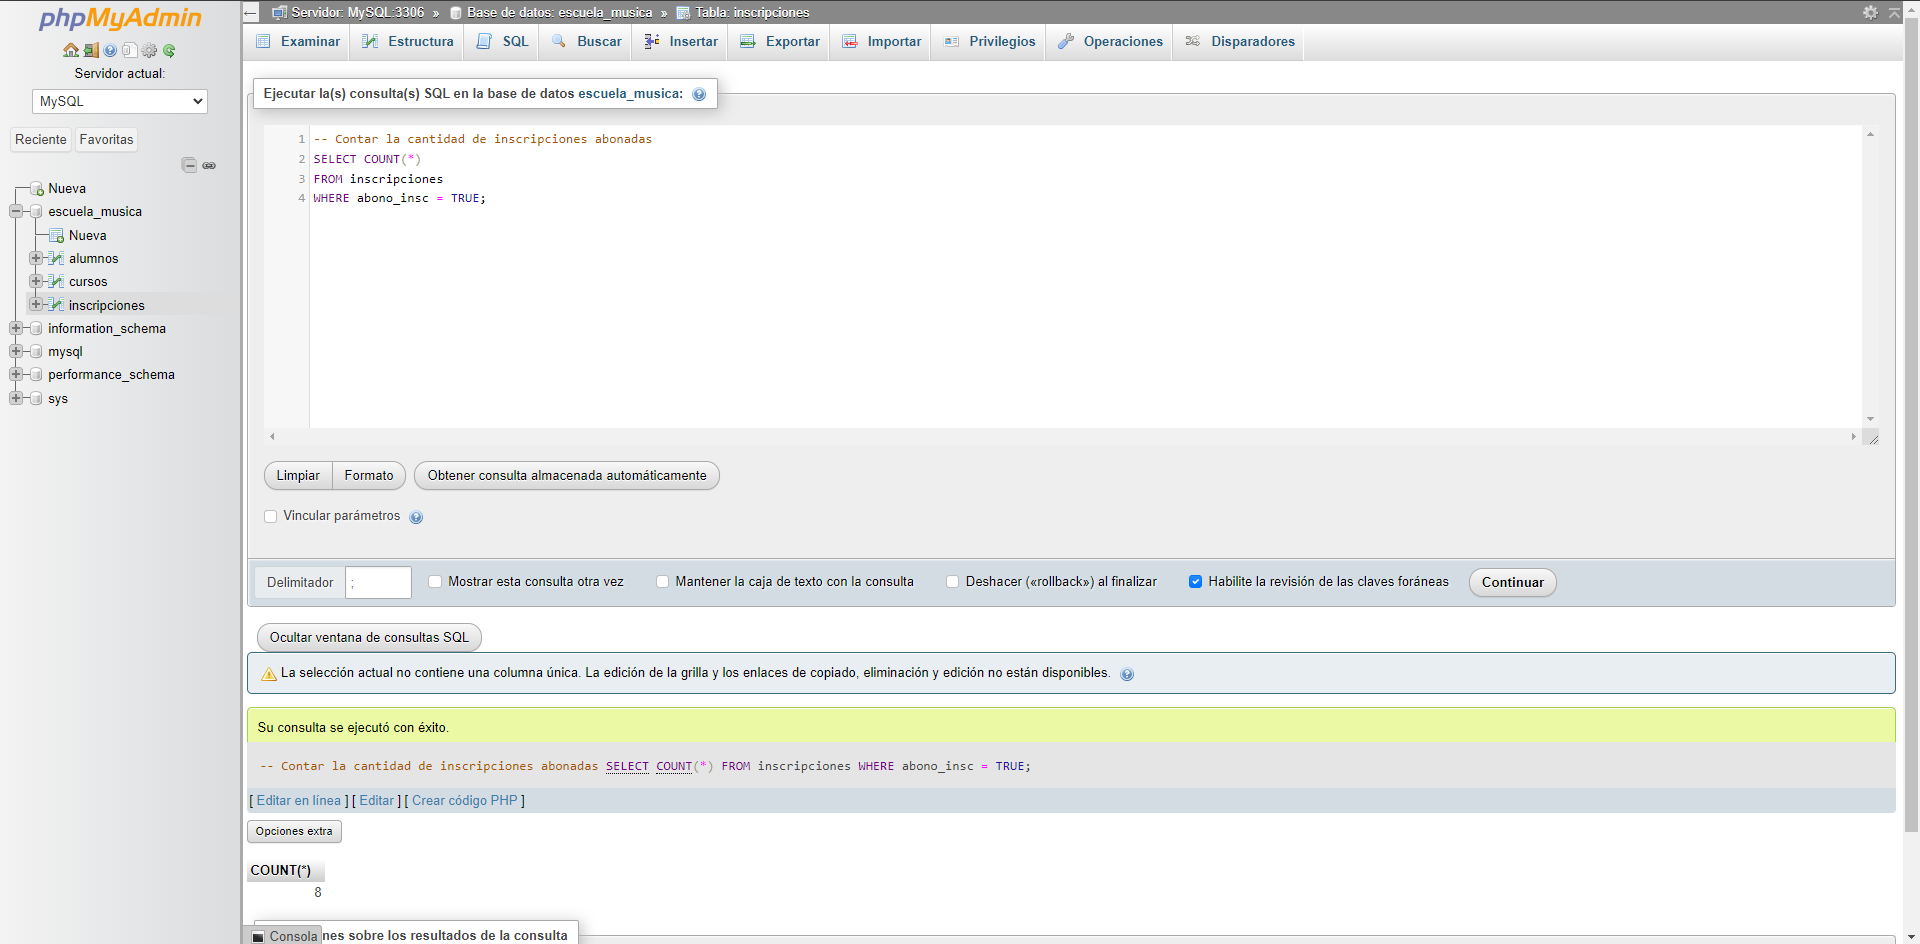 phpMyAdmin
Servidor actual:
MySQL
Reciente
Favoritas
Nueva
escuela_musica
Nueva
alumnos
cursos
inscripciones
information_schema
mysql
performance_schema
sys
← Servidor: MySQL:3306 » Base de datos: escuela_musica » Tabla: inscripciones
Examinar Estructura SQL Buscar Insertar Exportar Importar Privilegios Operaciones Disparadores
Ejecutar la(s) consulta(s) SQL en la base de datos escuela_musica:
1 -- Contar la cantidad de inscripciones abonadas
2 SELECT COUNT(*)
3 FROM inscripciones
4 WHERE abono_insc = TRUE;
Limpiar Formato Obtener consulta almacenada automáticamente
Vincular parámetros
Delimitador ; Mostrar esta consulta otra vez Mantener la caja de texto con la consulta Deshacer («rollback») al finalizar Habilite la revisión de las claves foráneas Continuar
Ocultar ventana de consultas SQL
La selección actual no contiene una columna única. La edición de la grilla y los enlaces de copiado, eliminación y edición no están disponibles.
Su consulta se ejecutó con éxito.
-- Contar la cantidad de inscripciones abonadas SELECT COUNT(*) FROM inscripciones WHERE abono_insc = TRUE;
[ Editar en línea ] [ Editar ] [ Crear código PHP ]
Opciones extra
COUNT(*)
8
Consola
nes sobre los resultados de la consulta